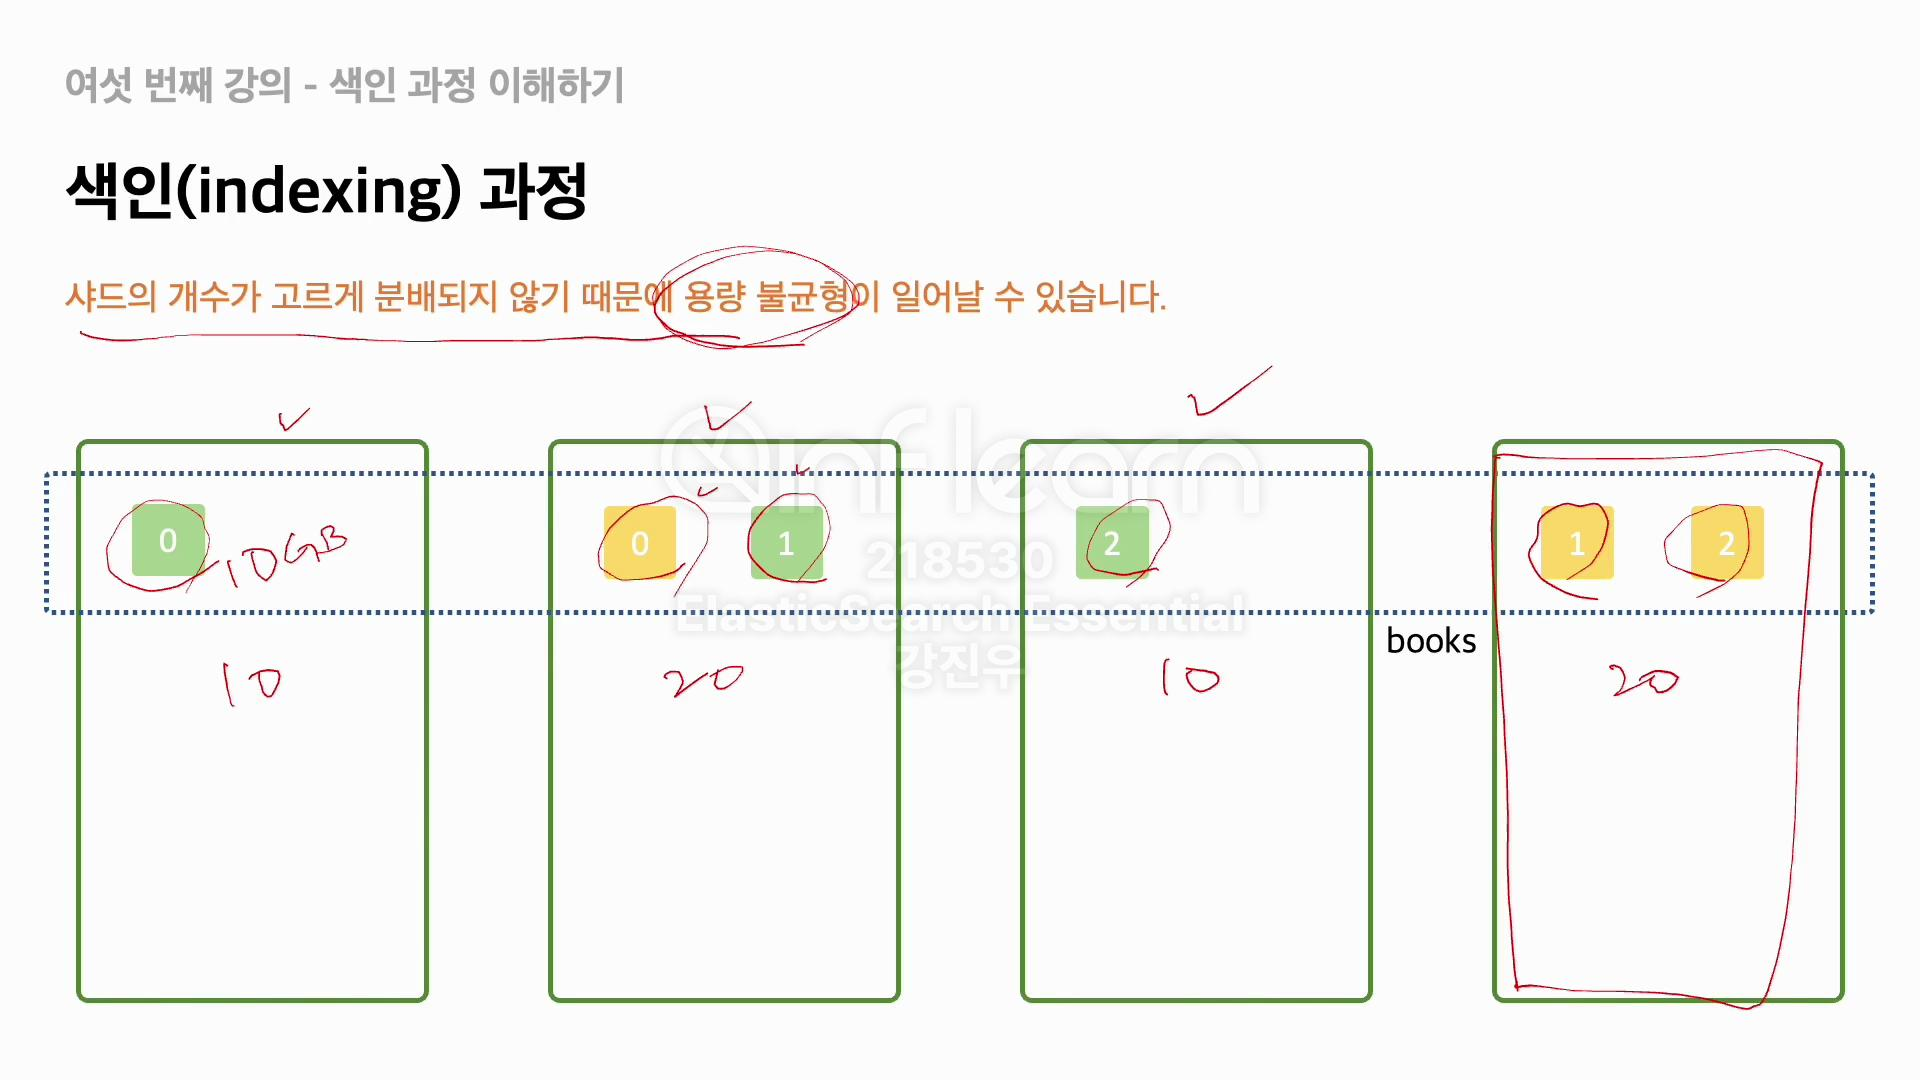 여섯 번째 강의 - 색인 과정 이해하기
색인(indexing) 과정
샤드의 개수가 고르게 분배되지 않기 때문에 용량 불균형이 일어날 수 있습니다.
inflearn
0 10GB 0 1 2 1 2
218530
ElasticSearch Essential
books
강진우
10 20 10 20